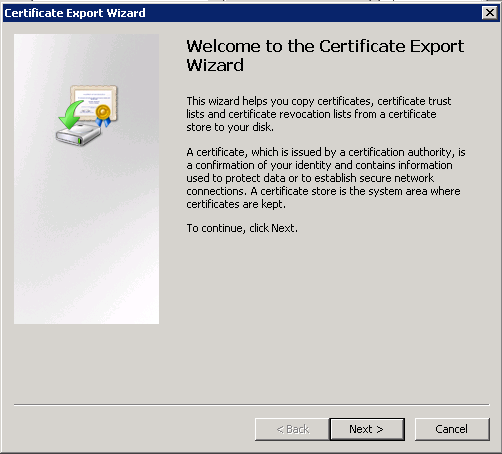 Certificate Export Wizard
Welcome to the Certificate Export
Wizard
This wizard helps you copy certificates, certificate trust
lists and certificate revocation lists from a certificate
store to your disk.
A certificate, which is issued by a certification authority, is
a confirmation of your identity and contains information
used to protect data or to establish secure network
connections. A certificate store is the system area where
certificates are kept.
To continue, click Next.
< Back
Next >
Cancel